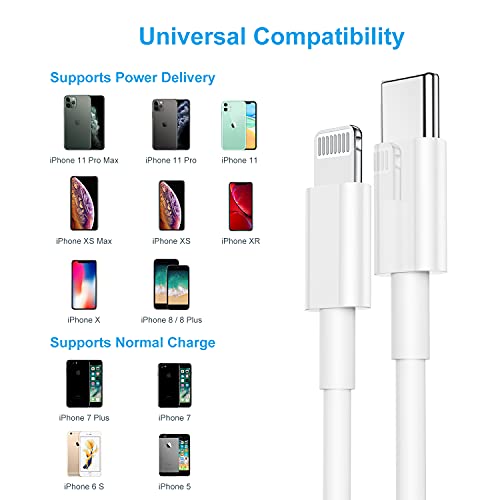 Universal Compatibility
Supports Power Delivery
iPhone 11 Pro Max
iPhone 11 Pro
iPhone 11
iPhone XS Max
iPhone XS
iPhone XR
iPhone X
iPhone 8 / 8 Plus
Supports Normal Charge
iPhone 7 Plus
iPhone 7
iPhone 6 S
iPhone 5